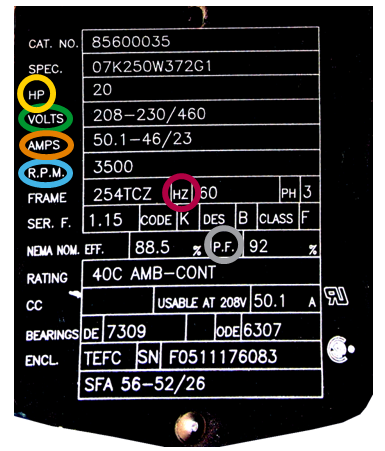 CAT. NO. 85600035
SPEC. 07K250W372G1
HP 20
VOLTS 208-230/460
AMPS 50.1-46/23
R.P.M. 3500
FRAME 254TCZ HZ 60 PH 3
SER. F. 1.15 CODE K DES B CLASS F
NEMA NOM. EFF. 88.5 % P.F. 92 %
RATING 40C AMB-CONT
CC USABLE AT 208V 50.1 A
BEARINGS DE 7309 ODE 6307
ENCL. TEFC SN F0511176083
SFA 56-52/26